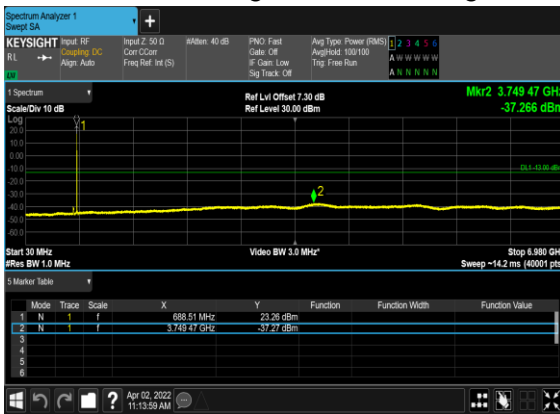 Spectrum Analyzer 1
Swept SA
KEYSIGHT Input: RF Input Z: 50 Ω #Atten: 40 dB PNO: Fast Avg Type: Power (RMS) 1 2 3 4 5 6
RL Coupling: DC Corr CCorr Gate: Off Avg|Hold: 100/100 A W W W W W
Align: Auto Freq Ref: Int (S) IF Gain: Low Trig: Free Run
Sig Track: Off A N N N N N
LV
1 Spectrum Ref Lvl Offset 7.30 dB Mkr2 3.749 47 GHz
Scale/Div 10 dB Ref Level 30.00 dBm -37.266 dBm
Log
20.0 1
10.0
0.00
-10.0 DL1 -13.00 dBm
-20.0
-30.0 2
-40.0
-50.0
-60.0
Start 30 MHz Video BW 3.0 MHz* Stop 6.980 GHz
#Res BW 1.0 MHz Sweep ~14.2 ms (40001 pts)
5 Marker Table
Mode Trace Scale X Y Function Function Width Function Value
1 N 1 f 688.51 MHz 23.26 dBm
2 N 1 f 3.749 47 GHz -37.27 dBm
3
4
5
6
? Apr 02, 2022
11:13:59 AM